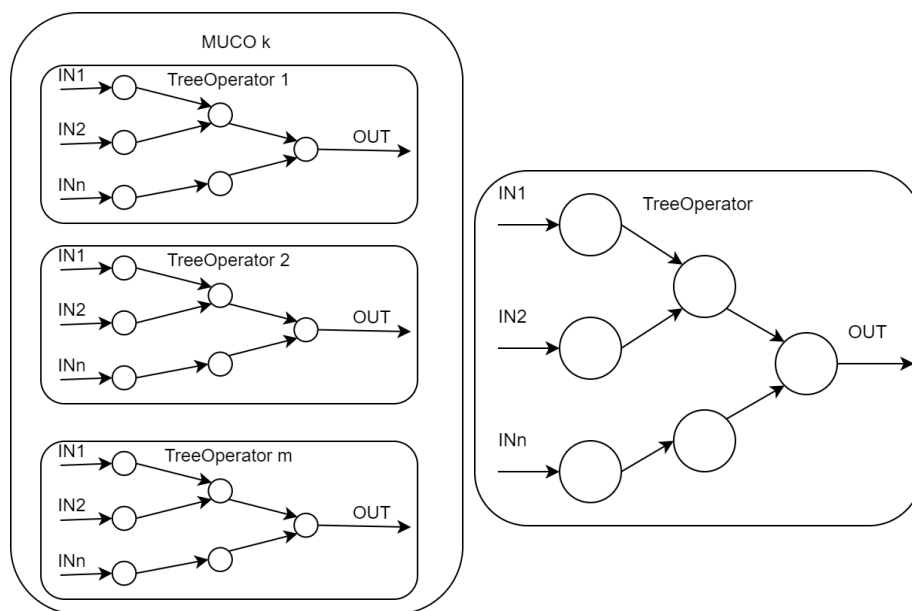 MUCO k
IN1
TreeOperator 1
IN2
OUT
INn
IN1
TreeOperator 2
IN2
OUT
INn
IN1
TreeOperator m
IN2
OUT
INn
IN1
TreeOperator
IN2
OUT
INn